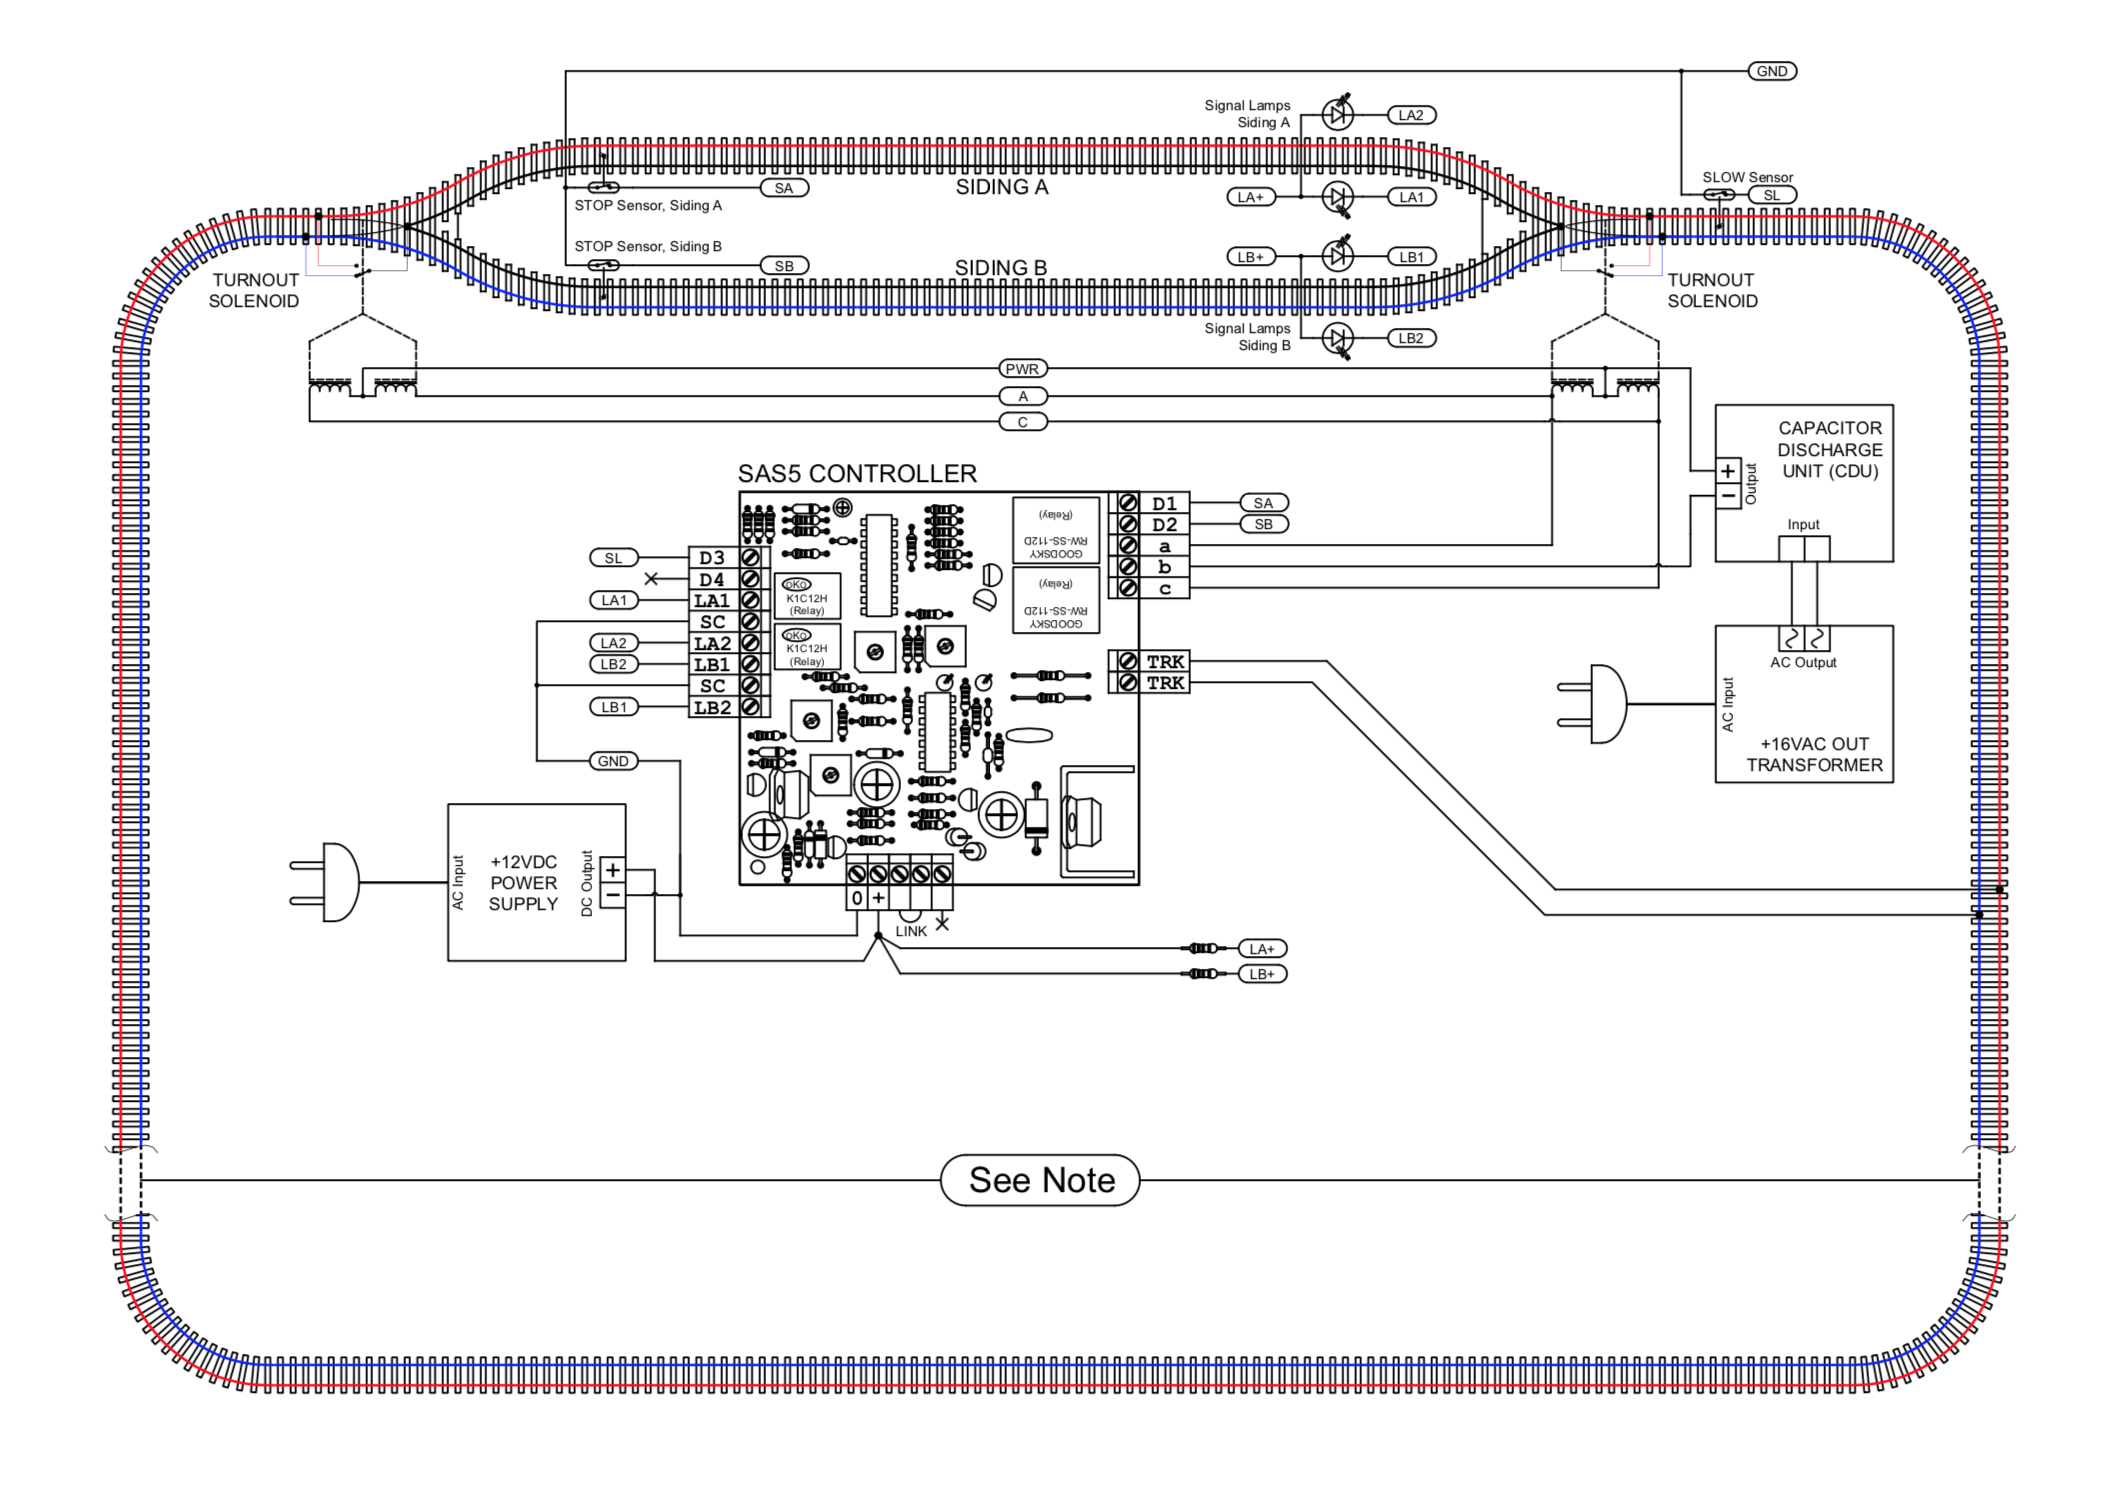 GND
Signal Lamps
Siding A
LA2
SA
STOP Sensor, Siding A
SIDING A
LA+
LA1
SLOW Sensor
SL
STOP Sensor, Siding B
SB
SIDING B
LB+
LB1
TURNOUT
SOLENOID
TURNOUT
SOLENOID
Signal Lamps
Siding B
LB2
PWR
A
C
CAPACITOR
DISCHARGE
UNIT (CDU)
+
−
Output
Input
SAS5 CONTROLLER
D1
SA
D2
SB
a
b
c
GOODSKY
RW-SS-112D
(Relay)
GOODSKY
RW-SS-112D
(Relay)
SL
D3
D4
LA1
LA1
SC
LA2
LA2
LB2
LB1
SC
LB1
LB2
oKo
K1C12H
(Relay)
oKo
K1C12H
(Relay)
TRK
TRK
AC Output
AC Input
+16VAC OUT
TRANSFORMER
GND
AC Input
+12VDC
POWER
SUPPLY
DC Output
+
−
0
+
LINK
LA+
LB+
See Note